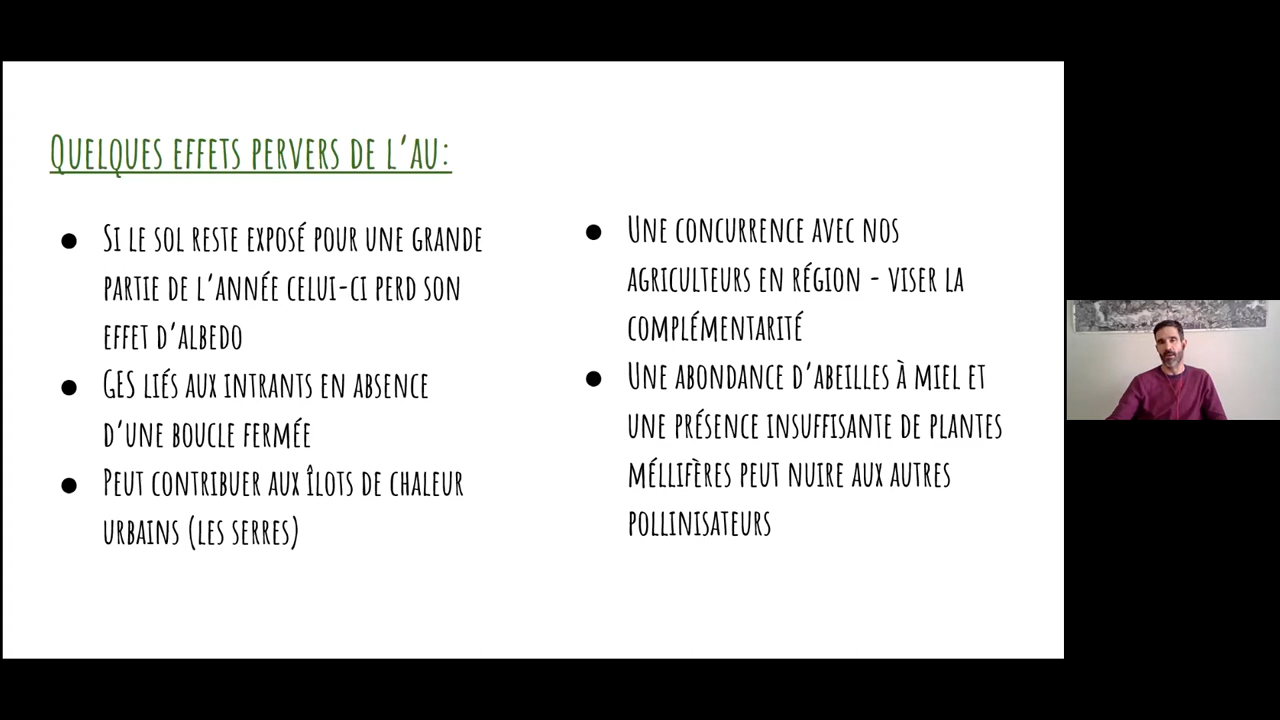 QUELQUES EFFETS PERVERS DE L'AU:
● SI LE SOL RESTE EXPOSÉ POUR UNE GRANDE
PARTIE DE L'ANNÉE CELUI-CI PERD SON
EFFET D'ALBEDO
● GES LIÉS AUX INTRANTS EN ABSENCE
D'UNE BOUCLE FERMÉE
● PEUT CONTRIBUER AUX ÎLOTS DE CHALEUR
URBAINS (LES SERRES)
● UNE CONCURRENCE AVEC NOS
AGRICULTEURS EN RÉGION - VISER LA
COMPLÉMENTARITÉ
● UNE ABONDANCE D'ABEILLES À MIEL ET
UNE PRÉSENCE INSUFFISANTE DE PLANTES
MÉLLIFÈRES PEUT NUIRE AUX AUTRES
POLLINISATEURS